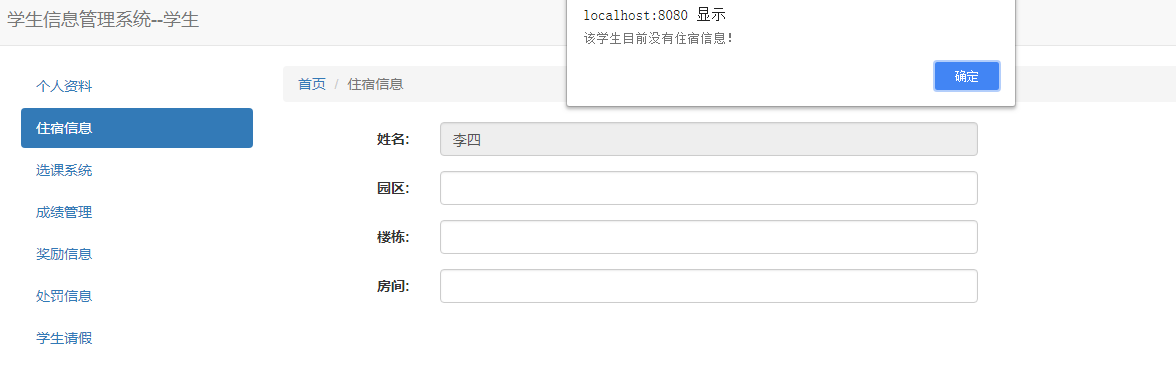 学生信息管理系统--学生
localhost:8080 显示
该学生目前没有住宿信息!
确定
个人资料
住宿信息
选课系统
成绩管理
奖励信息
处罚信息
学生请假
首页 / 住宿信息
姓名: 李四
园区:
楼栋:
房间: